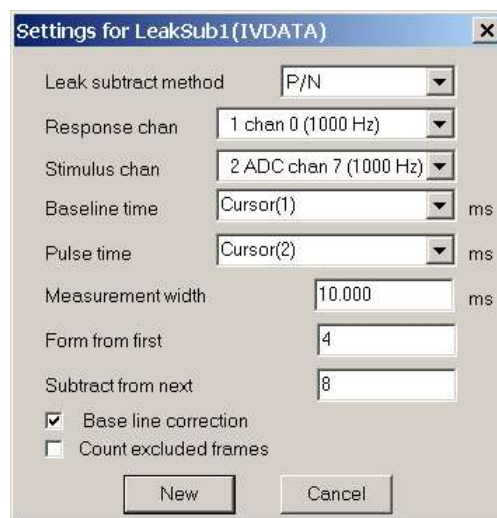 Settings for LeakSub1(IVDATA)
Leak subtract method P/N
Response chan 1 chan 0 (1000 Hz)
Stimulus chan 2 ADC chan 7 (1000 Hz)
Baseline time Cursor(1) ms
Pulse time Cursor(2) ms
Measurement width 10.000 ms
Form from first 4
Subtract from next 8
Base line correction
Count excluded frames
New Cancel